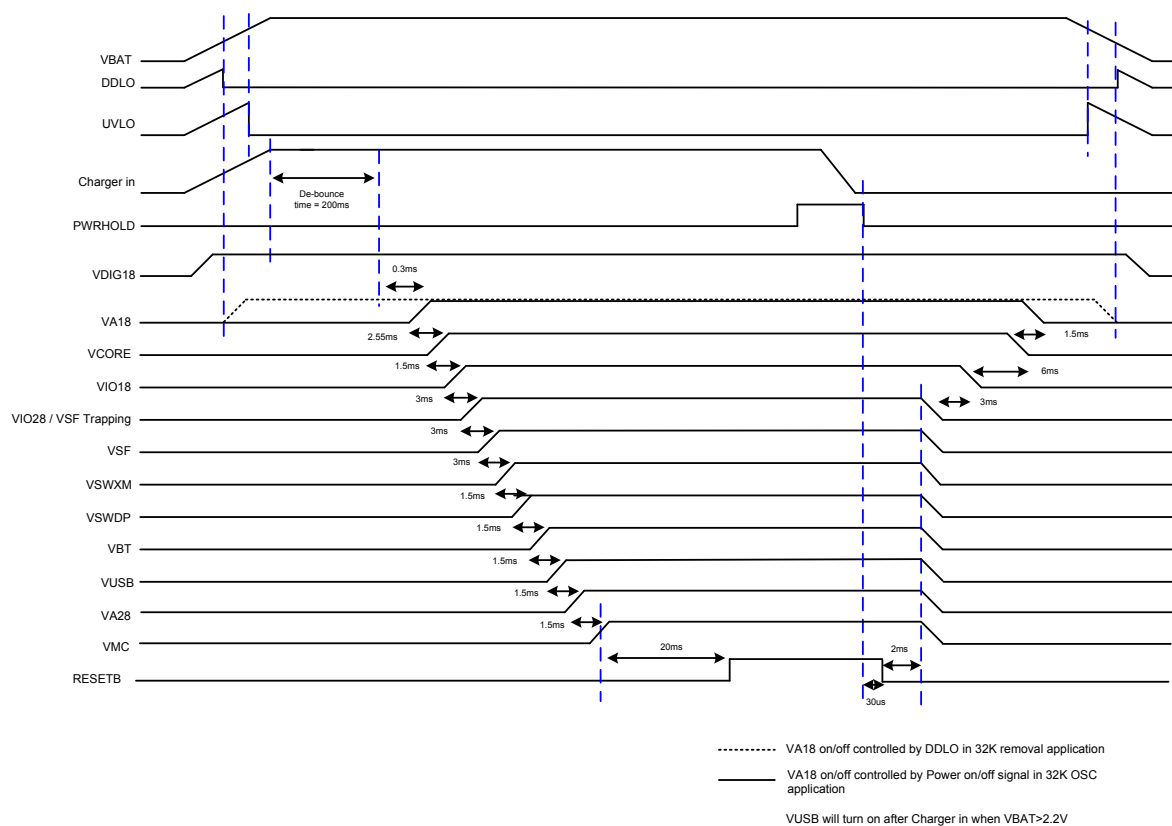 VBAT
DDLO
UVLO
Charger in
De-bounce
time = 200ms
PWRHOLD
VDIG18
0.3ms
VA18
2.55ms
1.5ms
VCORE
1.5ms
6ms
VIO18
3ms
3ms
VIO28 / VSF Trapping
3ms
VSF
3ms
VSWXM
1.5ms
VSWDP
1.5ms
VBT
1.5ms
VUSB
1.5ms
VA28
1.5ms
VMC
20ms
2ms
RESETB
30us
VA18 on/off controlled by DDLO in 32K removal application
VA18 on/off controlled by Power on/off signal in 32K OSC
application
VUSB will turn on after Charger in when VBAT>2.2V